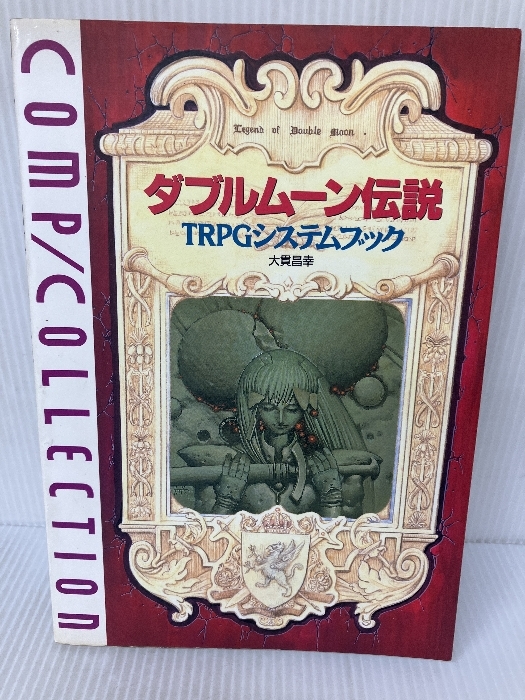 COMP/COLLECTION
Legend of Double Moon.
ダブルムーン伝説
TRPGシステムブック
大貫昌幸